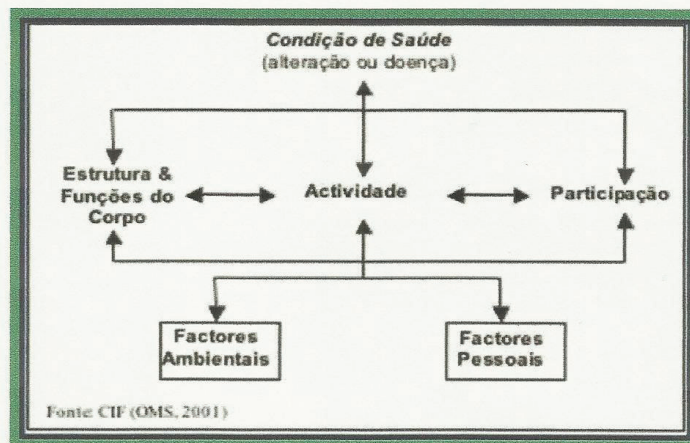 Condição de Saúde
(alteração ou doença)
Estrutura &
Funções do
Corpo
Actividade
Participação
Factores
Ambientais
Factores
Pessoais
Fonte: CIF (OMS, 2001)